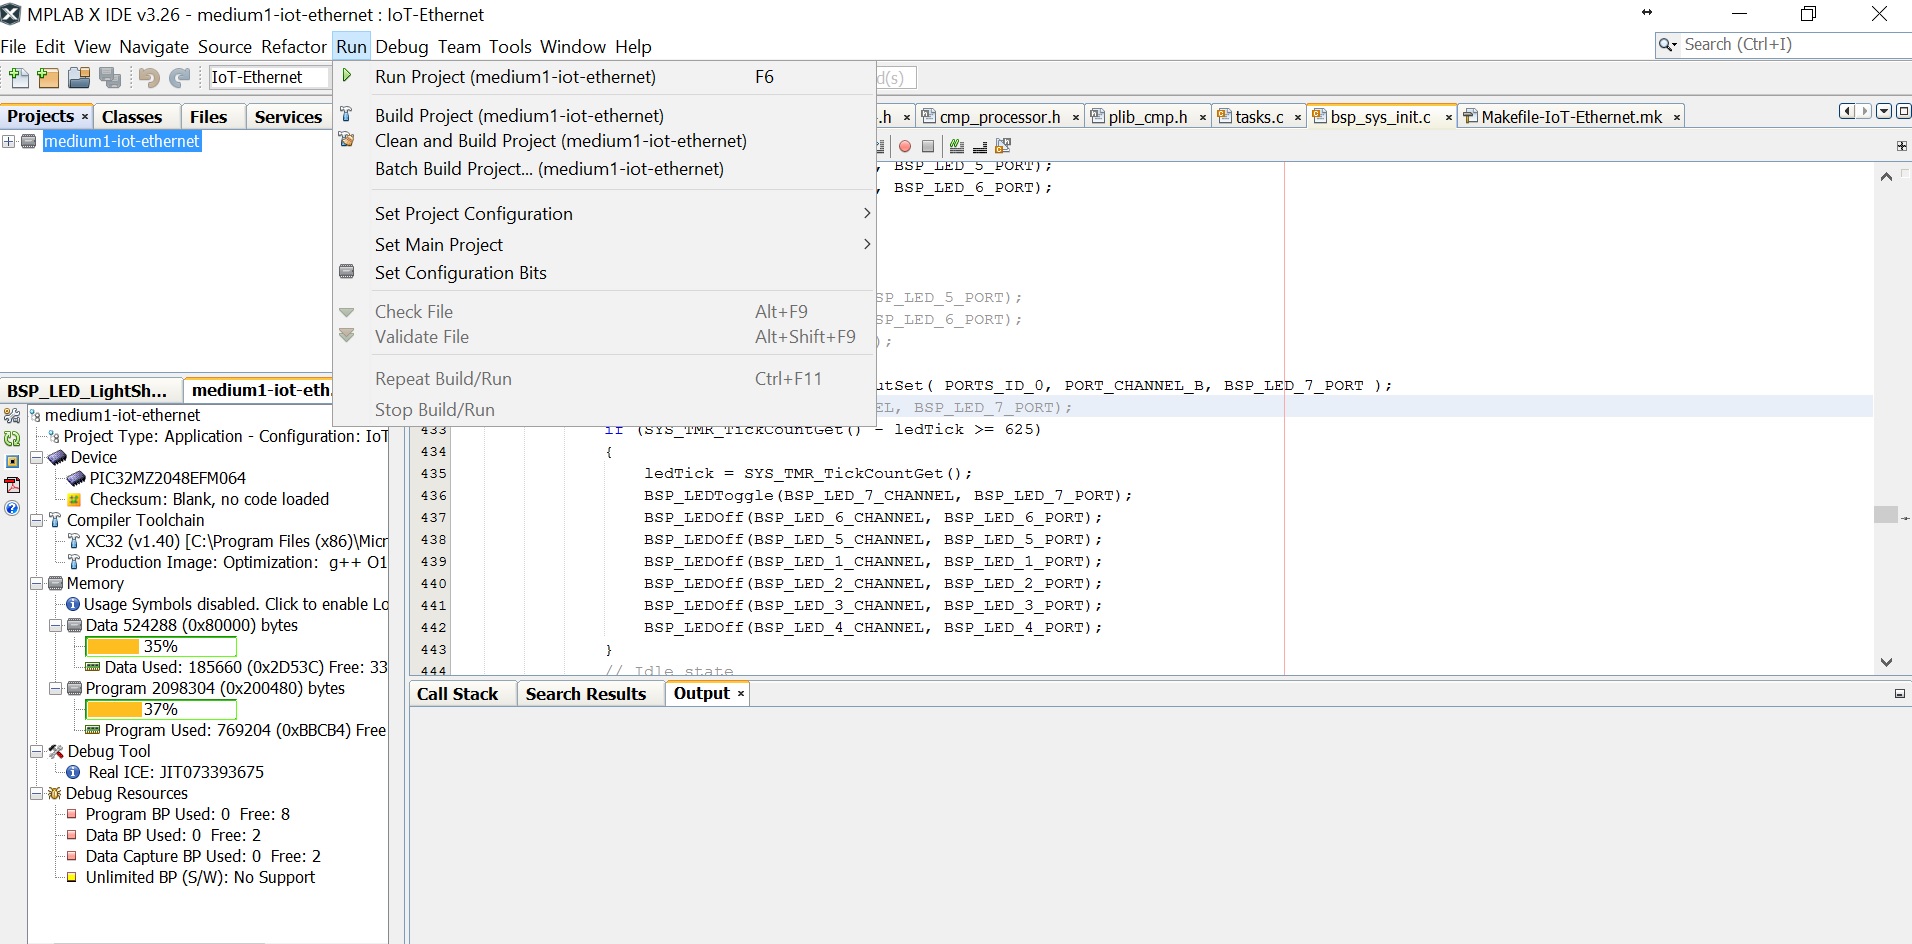 MPLAB X IDE v3.26 - medium1-iot-ethernet : IoT-Ethernet
File Edit View Navigate Source Refactor Run Debug Team Tools Window Help
Search (Ctrl+I)
IoT-Ethernet
d(s)
Run Project (medium1-iot-ethernet) F6
Build Project (medium1-iot-ethernet)
Clean and Build Project (medium1-iot-ethernet)
Batch Build Project... (medium1-iot-ethernet)
Set Project Configuration
Set Main Project
Set Configuration Bits
Check File Alt+F9
Validate File Alt+Shift+F9
Repeat Build/Run Ctrl+F11
Stop Build/Run
Projects Classes Files Services
medium1-iot-ethernet
.h cmp_processor.h plib_cmp.h tasks.c bsp_sys_init.c Makefile-IoT-Ethernet.mk
, BSP_LED_5_PORT);
, BSP_LED_6_PORT);
SP_LED_5_PORT);
SP_LED_6_PORT);
);
utSet( PORTS_ID_0, PORT_CHANNEL_B, BSP_LED_7_PORT );
EL, BSP_LED_7_PORT);
433 if (SYS_TMR_TickCountGet() - ledTick >= 625)
434 {
435 ledTick = SYS_TMR_TickCountGet();
436 BSP_LEDToggle(BSP_LED_7_CHANNEL, BSP_LED_7_PORT);
437 BSP_LEDOff(BSP_LED_6_CHANNEL, BSP_LED_6_PORT);
438 BSP_LEDOff(BSP_LED_5_CHANNEL, BSP_LED_5_PORT);
439 BSP_LEDOff(BSP_LED_1_CHANNEL, BSP_LED_1_PORT);
440 BSP_LEDOff(BSP_LED_2_CHANNEL, BSP_LED_2_PORT);
441 BSP_LEDOff(BSP_LED_3_CHANNEL, BSP_LED_3_PORT);
442 BSP_LEDOff(BSP_LED_4_CHANNEL, BSP_LED_4_PORT);
443 }
444 // Idle state
BSP_LED_LightSh... medium1-iot-eth.
medium1-iot-ethernet
Project Type: Application - Configuration: IoT
Device
PIC32MZ2048EFM064
Checksum: Blank, no code loaded
Compiler Toolchain
XC32 (v1.40) [C:\Program Files (x86)\Micr
Production Image: Optimization: g++ O1
Memory
Usage Symbols disabled. Click to enable Lo
Data 524288 (0x80000) bytes
35%
Data Used: 185660 (0x2D53C) Free: 33
Program 2098304 (0x200480) bytes
37%
Program Used: 769204 (0xBBCB4) Free
Debug Tool
Real ICE: JIT073393675
Debug Resources
Program BP Used: 0 Free: 8
Data BP Used: 0 Free: 2
Data Capture BP Used: 0 Free: 2
Unlimited BP (S/W): No Support
Call Stack Search Results Output